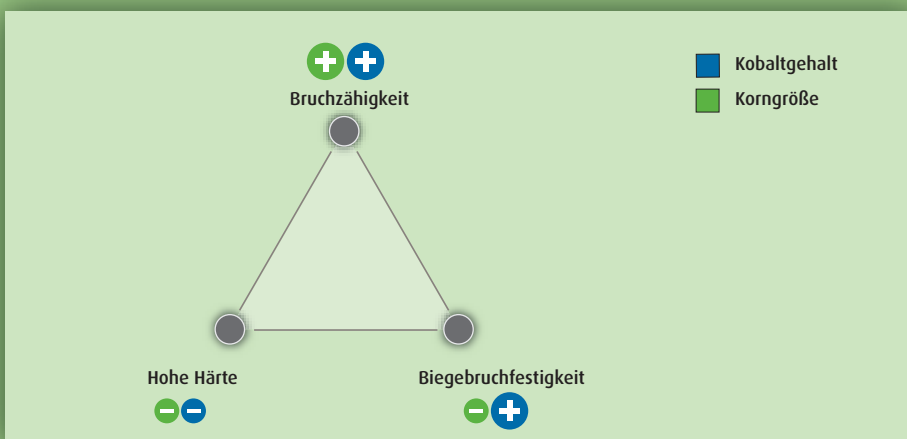 Bruchzähigkeit
Kobaltgehalt
Korngröße
Hohe Härte
Biegebruchfestigkeit